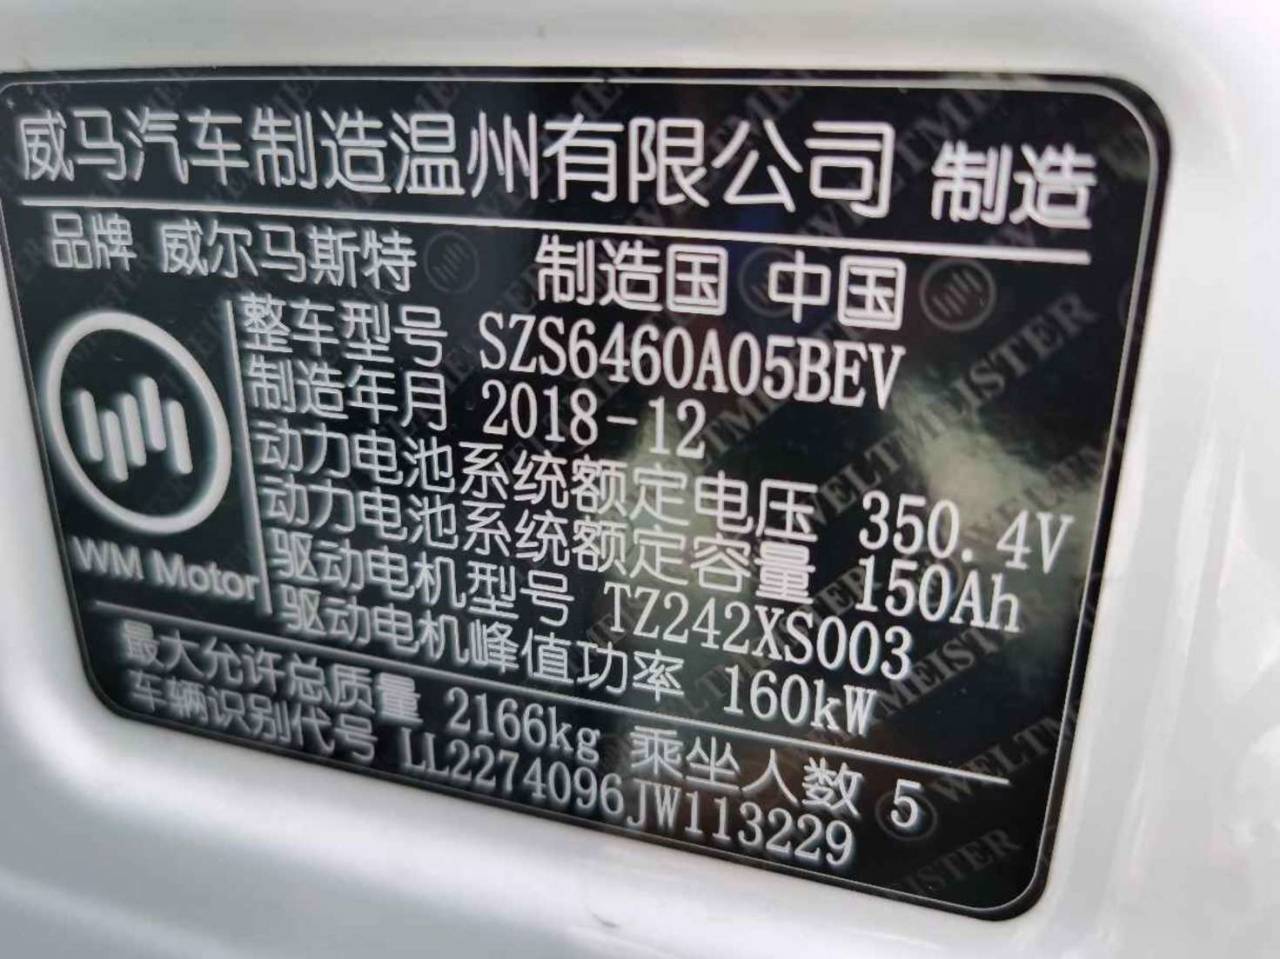 威马汽车制造温州有限公司 制造
品牌 威尔马斯特 制造国 中国
整车型号 SZS6460A05BEV
制造年月 2018-12
动力电池系统额定电压 350.4V
动力电池系统额定容量 150Ah
驱动电机型号 TZ242XS003
驱动电机峰值功率 160kW
WM Motor
最大允许总质量 2166kg 乘坐人数 5
车辆识别代号 LL2274096JW113229
WELTMEISTER